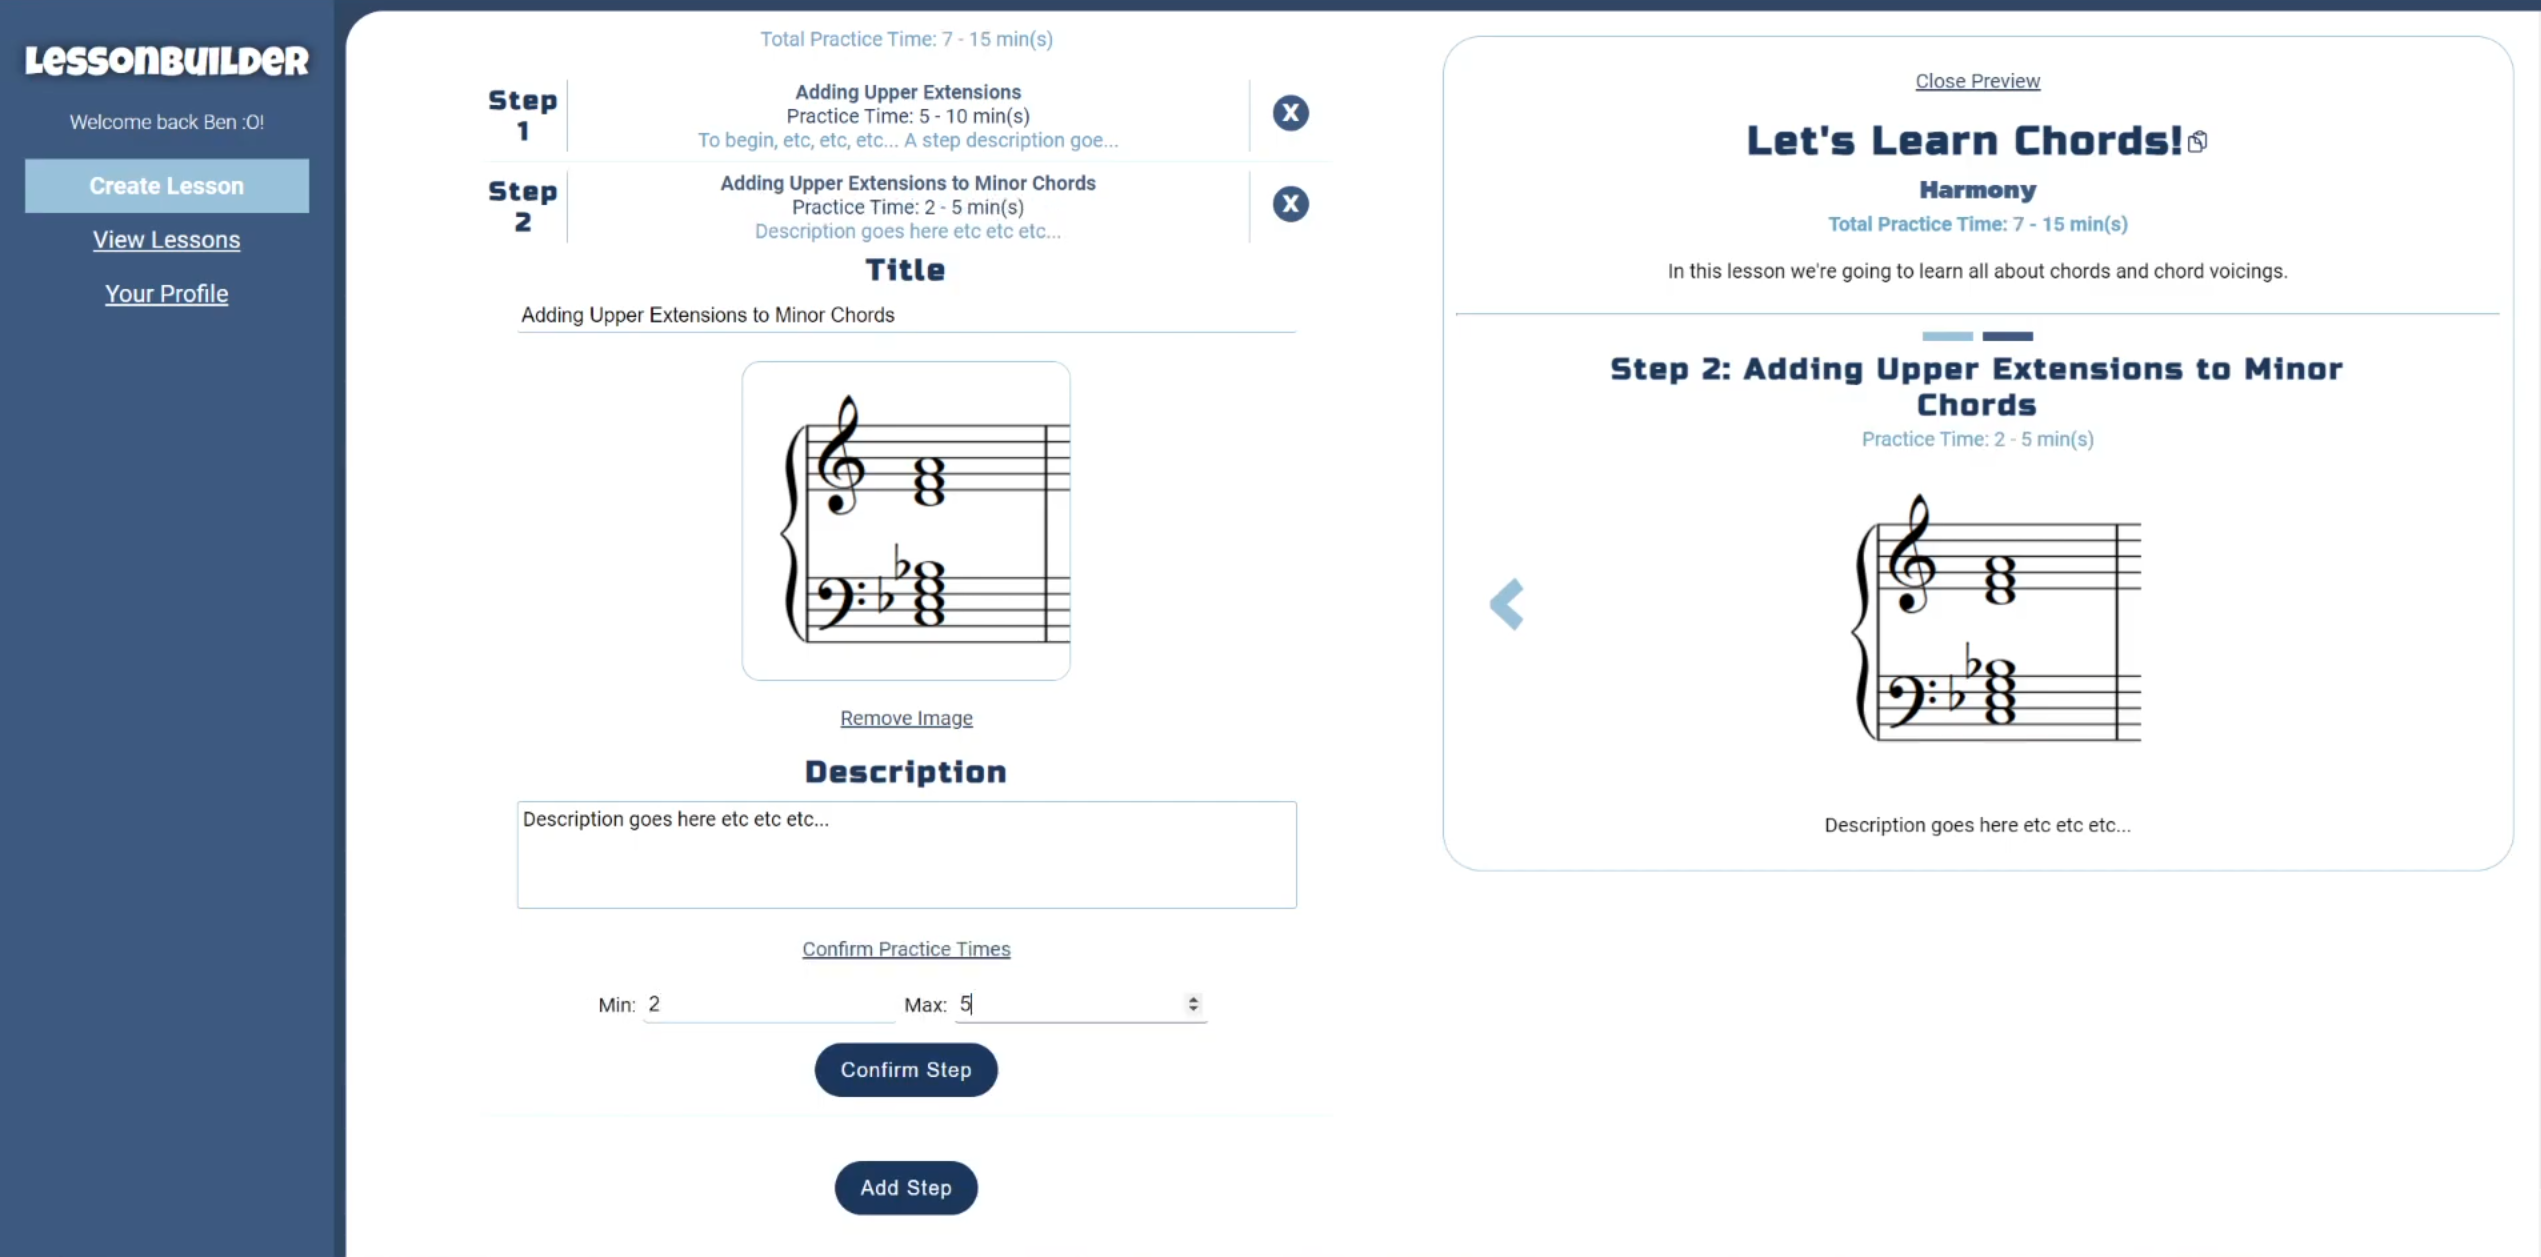 LessonBuilder
Welcome back Ben :O!
Create Lesson
View Lessons
Your Profile
Total Practice Time: 7 - 15 min(s)
Step
1
Adding Upper Extensions
Practice Time: 5 - 10 min(s)
To begin, etc, etc, etc... A step description goe...
X
Step
2
Adding Upper Extensions to Minor Chords
Practice Time: 2 - 5 min(s)
Description goes here etc etc etc...
X
Title
Adding Upper Extensions to Minor Chords
Remove Image
Description
Description goes here etc etc etc...
Confirm Practice Times
Min: 2 Max: 5
Confirm Step
Add Step
Close Preview
Let's Learn Chords!
Harmony
Total Practice Time: 7 - 15 min(s)
In this lesson we're going to learn all about chords and chord voicings.
Step 2: Adding Upper Extensions to Minor
Chords
Practice Time: 2 - 5 min(s)
Description goes here etc etc etc...